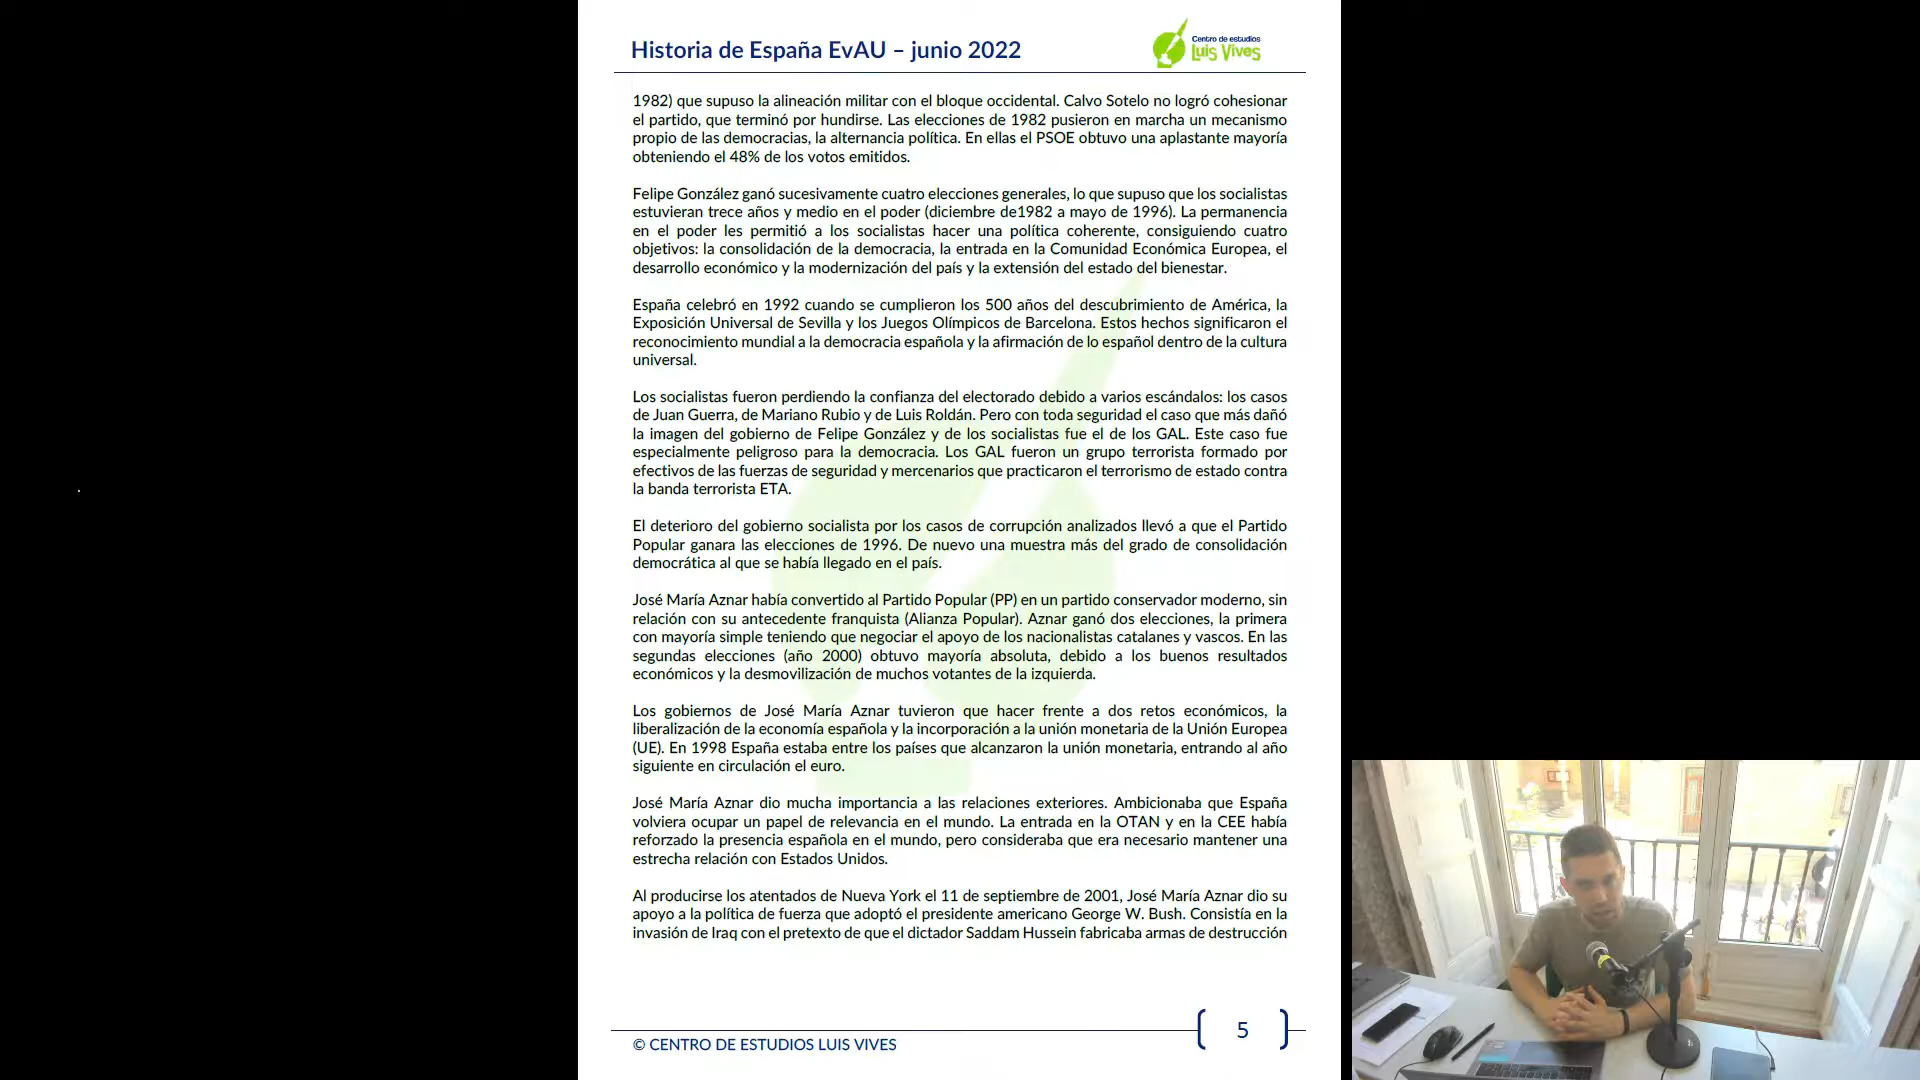 Historia de España EvAU – junio 2022
Centro de estudios
Luis Vives
1982) que supuso la alineación militar con el bloque occidental. Calvo Sotelo no logró cohesionar
el partido, que terminó por hundirse. Las elecciones de 1982 pusieron en marcha un mecanismo
propio de las democracias, la alternancia política. En ellas el PSOE obtuvo una aplastante mayoría
obteniendo el 48% de los votos emitidos.
Felipe González ganó sucesivamente cuatro elecciones generales, lo que supuso que los socialistas
estuvieran trece años y medio en el poder (diciembre de1982 a mayo de 1996). La permanencia
en el poder les permitió a los socialistas hacer una política coherente, consiguiendo cuatro
objetivos: la consolidación de la democracia, la entrada en la Comunidad Económica Europea, el
desarrollo económico y la modernización del país y la extensión del estado del bienestar.
España celebró en 1992 cuando se cumplieron los 500 años del descubrimiento de América, la
Exposición Universal de Sevilla y los Juegos Olímpicos de Barcelona. Estos hechos significaron el
reconocimiento mundial a la democracia española y la afirmación de lo español dentro de la cultura
universal.
Los socialistas fueron perdiendo la confianza del electorado debido a varios escándalos: los casos
de Juan Guerra, de Mariano Rubio y de Luis Roldán. Pero con toda seguridad el caso que más dañó
la imagen del gobierno de Felipe González y de los socialistas fue el de los GAL. Este caso fue
especialmente peligroso para la democracia. Los GAL fueron un grupo terrorista formado por
efectivos de las fuerzas de seguridad y mercenarios que practicaron el terrorismo de estado contra
la banda terrorista ETA.
El deterioro del gobierno socialista por los casos de corrupción analizados llevó a que el Partido
Popular ganara las elecciones de 1996. De nuevo una muestra más del grado de consolidación
democrática al que se había llegado en el país.
José María Aznar había convertido al Partido Popular (PP) en un partido conservador moderno, sin
relación con su antecedente franquista (Alianza Popular). Aznar ganó dos elecciones, la primera
con mayoría simple teniendo que negociar el apoyo de los nacionalistas catalanes y vascos. En las
segundas elecciones (año 2000) obtuvo mayoría absoluta, debido a los buenos resultados
económicos y la desmovilización de muchos votantes de la izquierda.
Los gobiernos de José María Aznar tuvieron que hacer frente a dos retos económicos, la
liberalización de la economía española y la incorporación a la unión monetaria de la Unión Europea
(UE). En 1998 España estaba entre los países que alcanzaron la unión monetaria, entrando al año
siguiente en circulación el euro.
José María Aznar dio mucha importancia a las relaciones exteriores. Ambicionaba que España
volviera ocupar un papel de relevancia en el mundo. La entrada en la OTAN y en la CEE había
reforzado la presencia española en el mundo, pero consideraba que era necesario mantener una
estrecha relación con Estados Unidos.
Al producirse los atentados de Nueva York el 11 de septiembre de 2001, José María Aznar dio su
apoyo a la política de fuerza que adoptó el presidente americano George W. Bush. Consistía en la
invasión de Iraq con el pretexto de que el dictador Saddam Hussein fabricaba armas de destrucción
5
© CENTRO DE ESTUDIOS LUIS VIVES